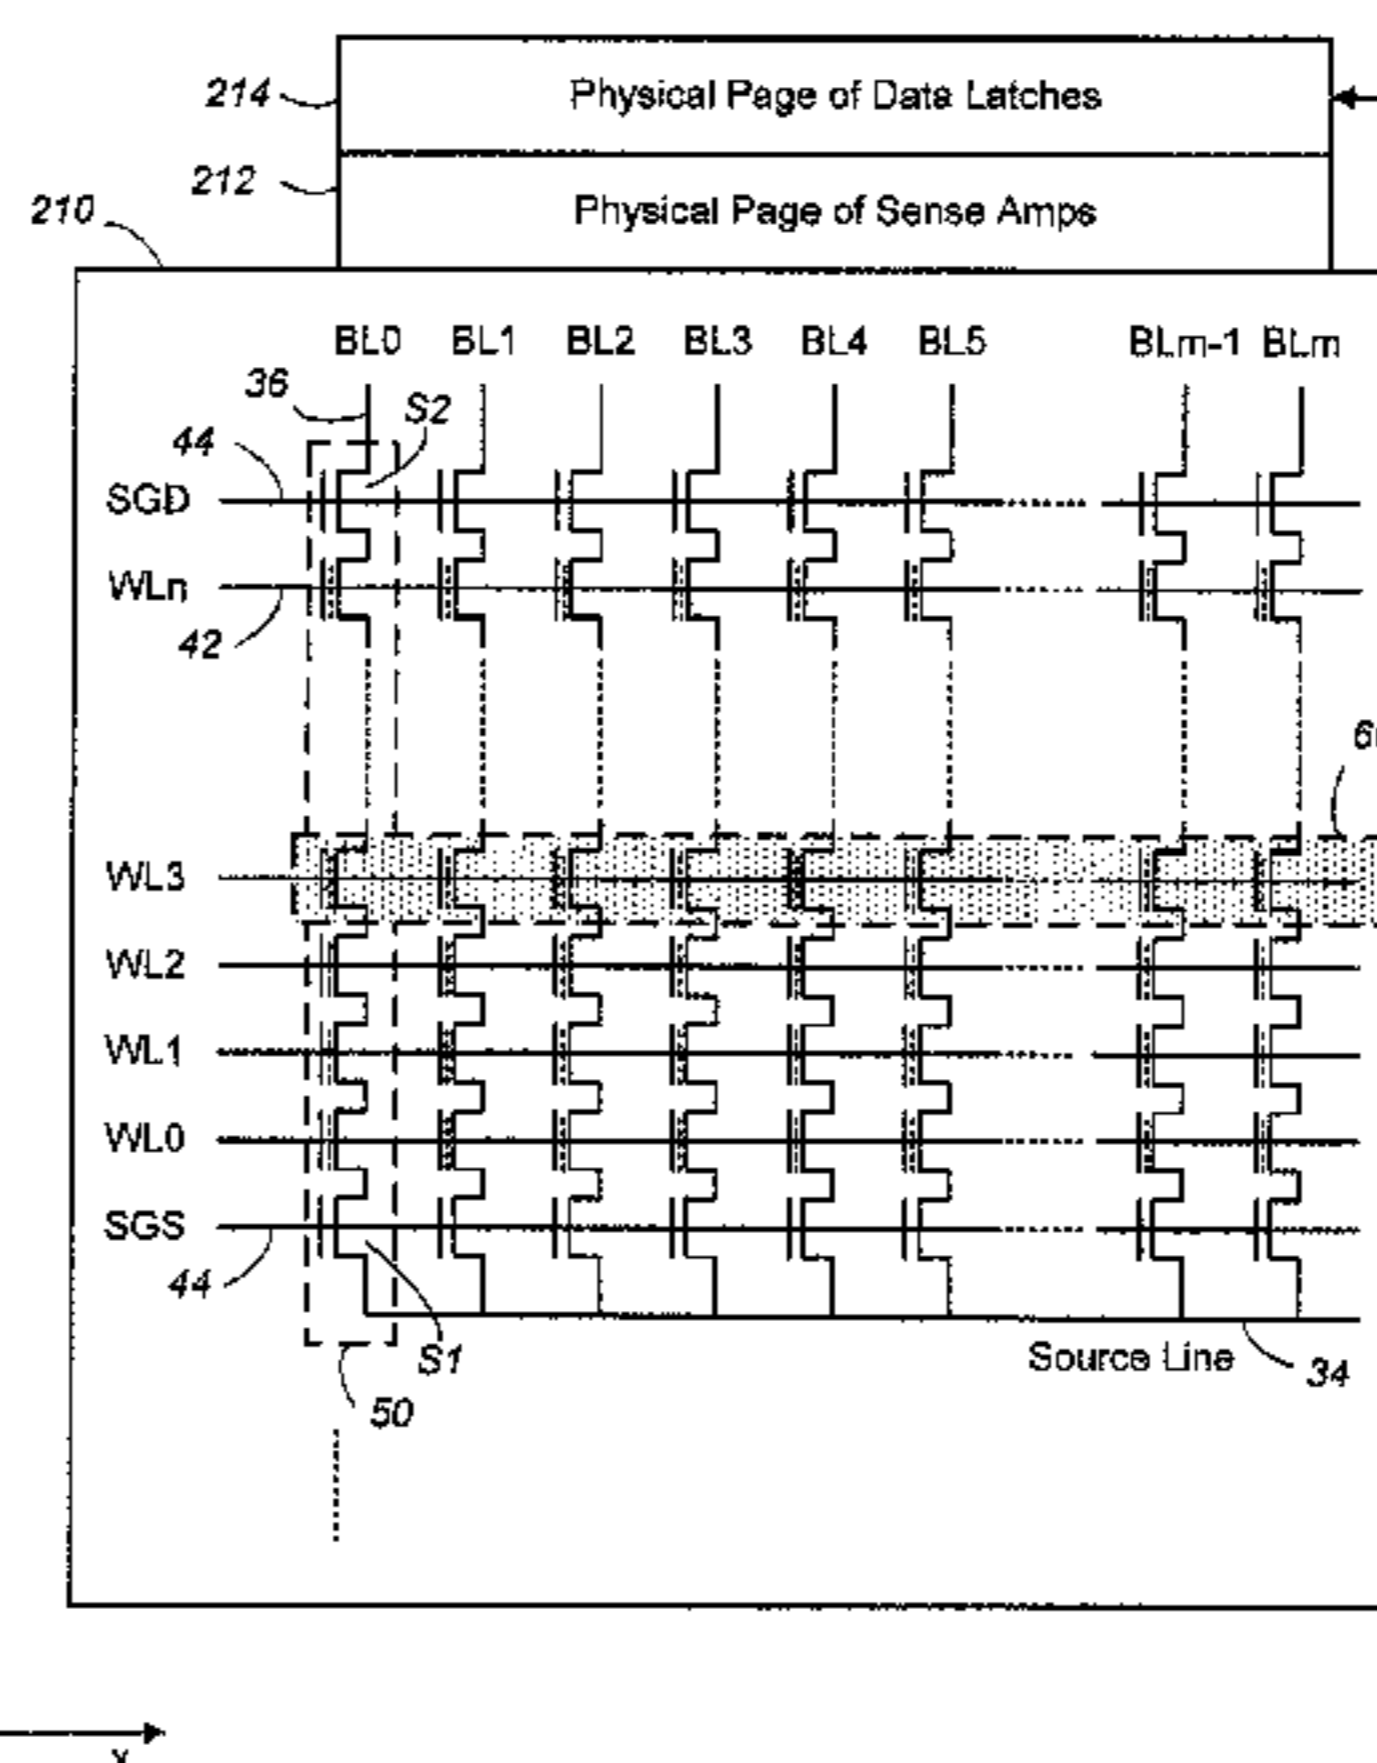 214
Physical Page of Data Latches
212
Physical Page of Sense Amps
210
BL0 BL1 BL2 BL3 BL4 BL5 BLm-1 BLm
36
S2
44
SGD
WLn
42
WL3
WL2
WL1
WL0
SGS
44
S1
Source Line
34
50
x